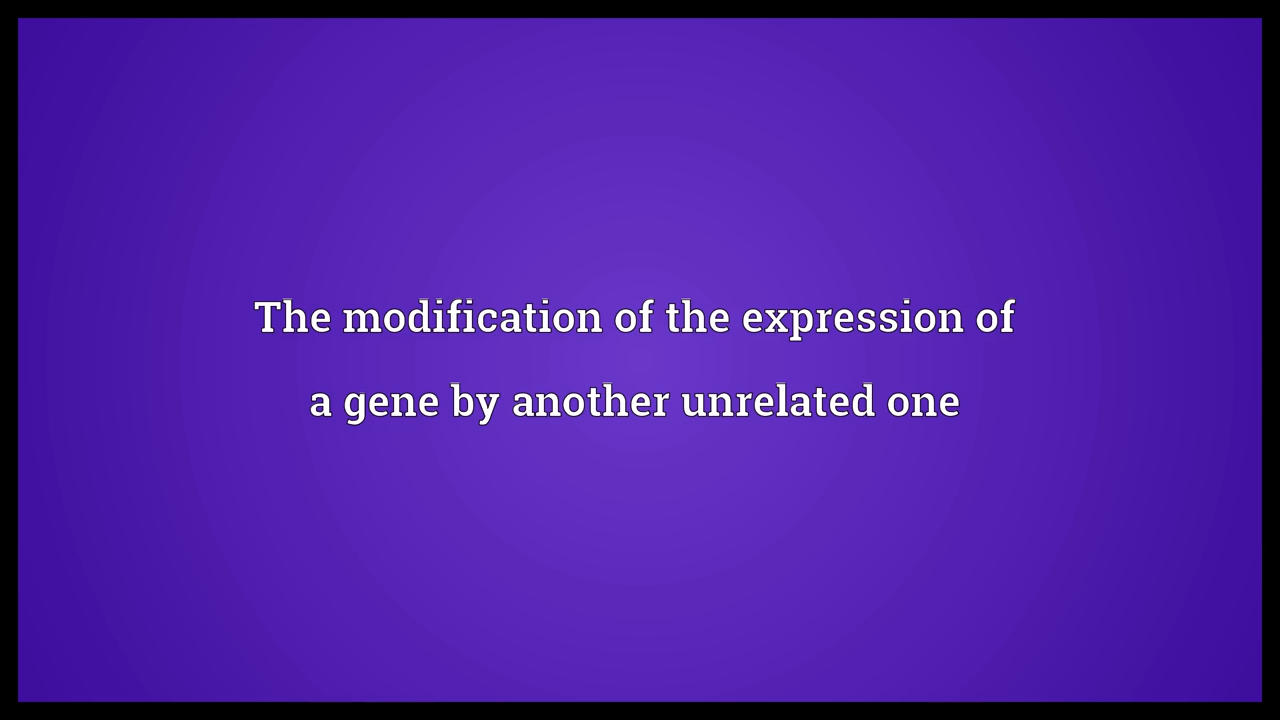 The modification of the expression of
a gene by another unrelated one